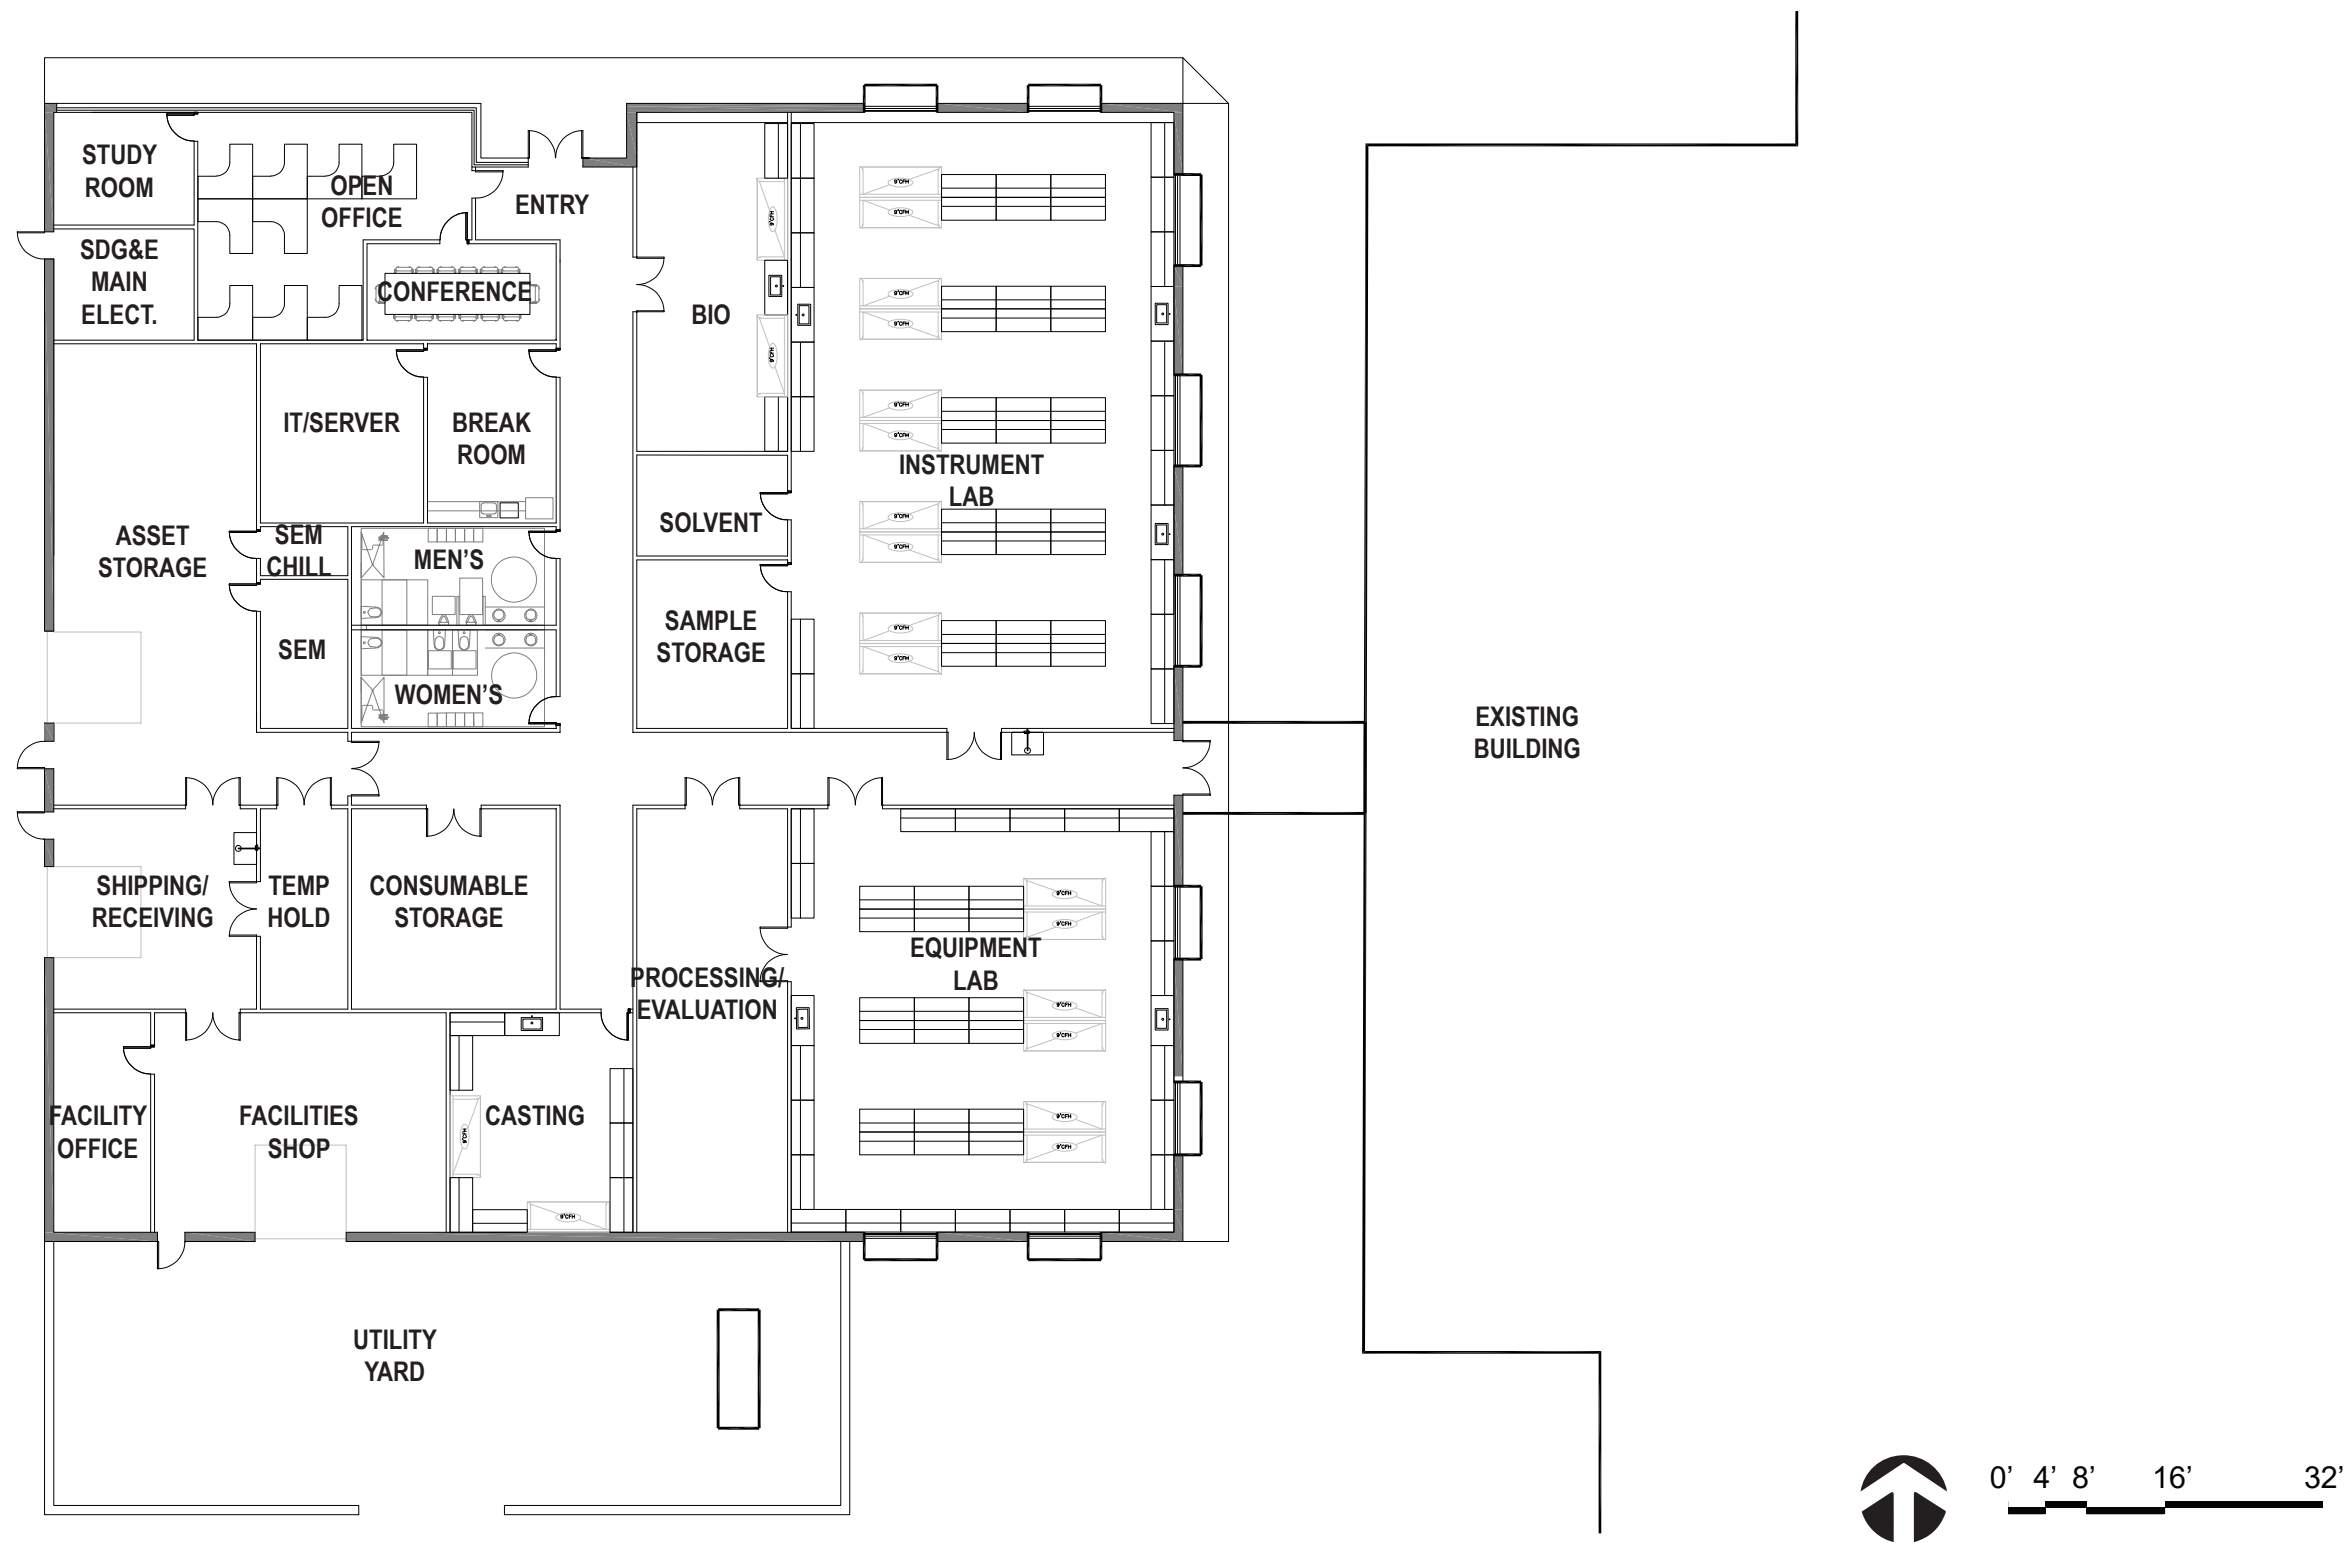 STUDY
ROOM
OPEN
OFFICE
ENTRY
SDG&E
MAIN
ELECT.
CONFERENCE
BIO
IT/SERVER
BREAK
ROOM
INSTRUMENT
LAB
ASSET
STORAGE
SEM
CHILL
MEN’S
SOLVENT
SEM
WOMEN’S
SAMPLE
STORAGE
EXISTING
BUILDING
SHIPPING/
RECEIVING
TEMP
HOLD
CONSUMABLE
STORAGE
PROCESSING/
EVALUATION
EQUIPMENT
LAB
FACILITY
OFFICE
FACILITIES
SHOP
CASTING
UTILITY
YARD
0’ 4’ 8’ 16’ 32’